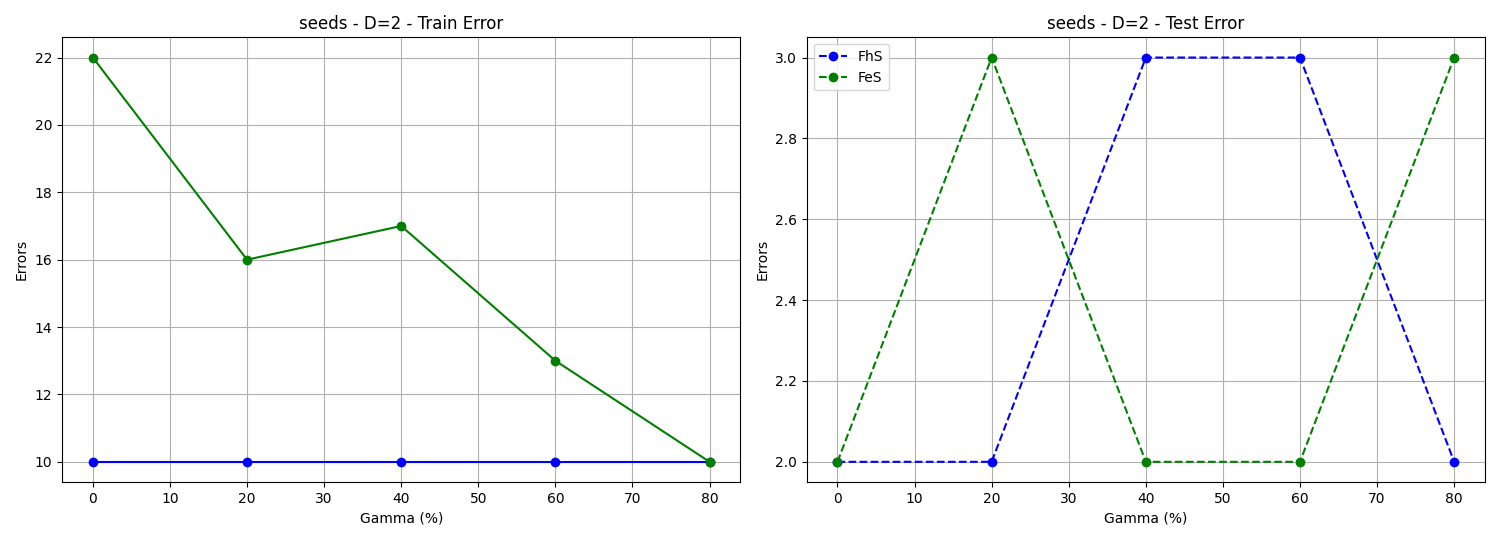 seeds - D=2 - Train Error
22
20
18
16
14
12
10
Errors
0 10 20 30 40 50 60 70 80
Gamma (%)
seeds - D=2 - Test Error
FhS
FeS
3.0
2.8
2.6
2.4
2.2
2.0
Errors
0 10 20 30 40 50 60 70 80
Gamma (%)